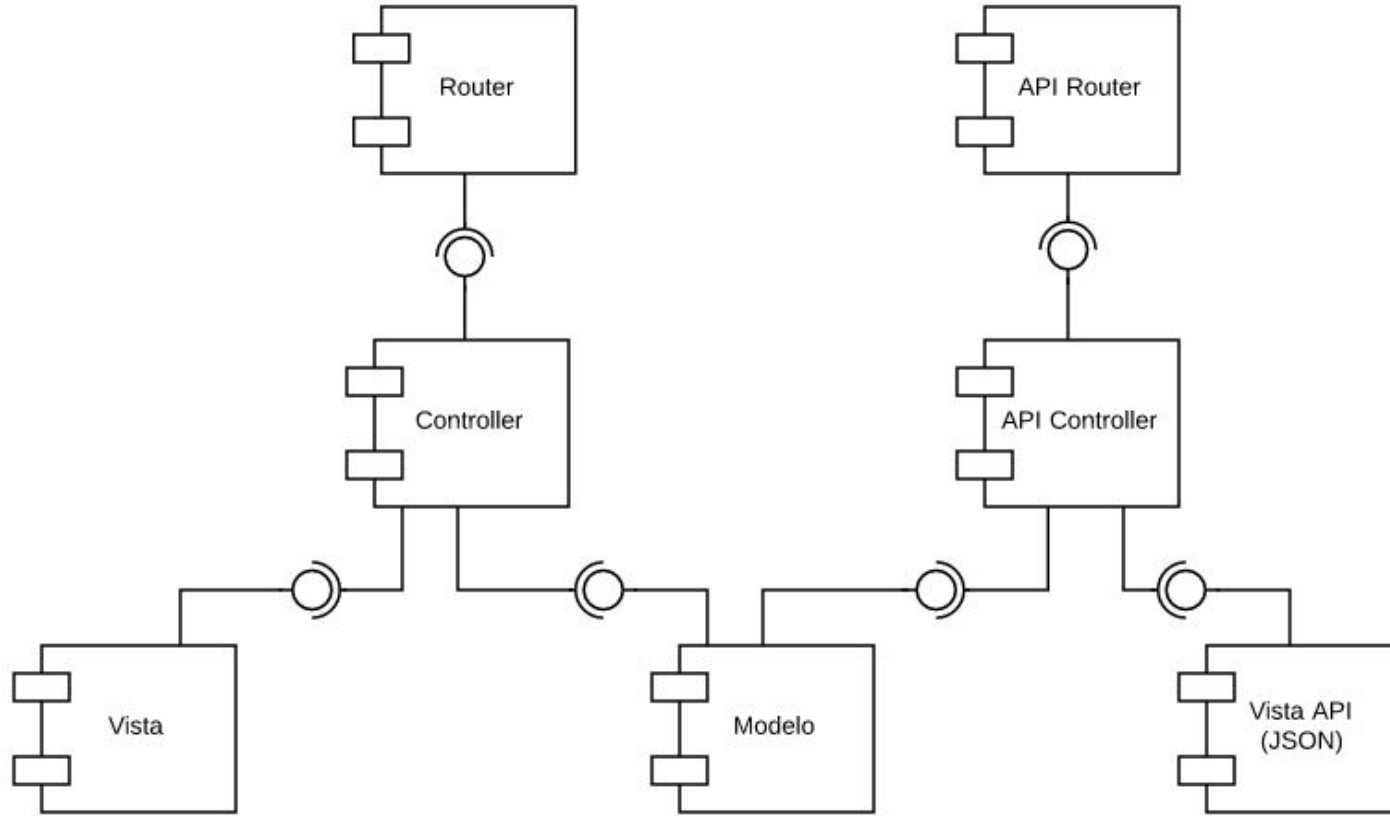 Router
API Router
Controller
API Controller
Vista
Modelo
Vista API
(JSON)